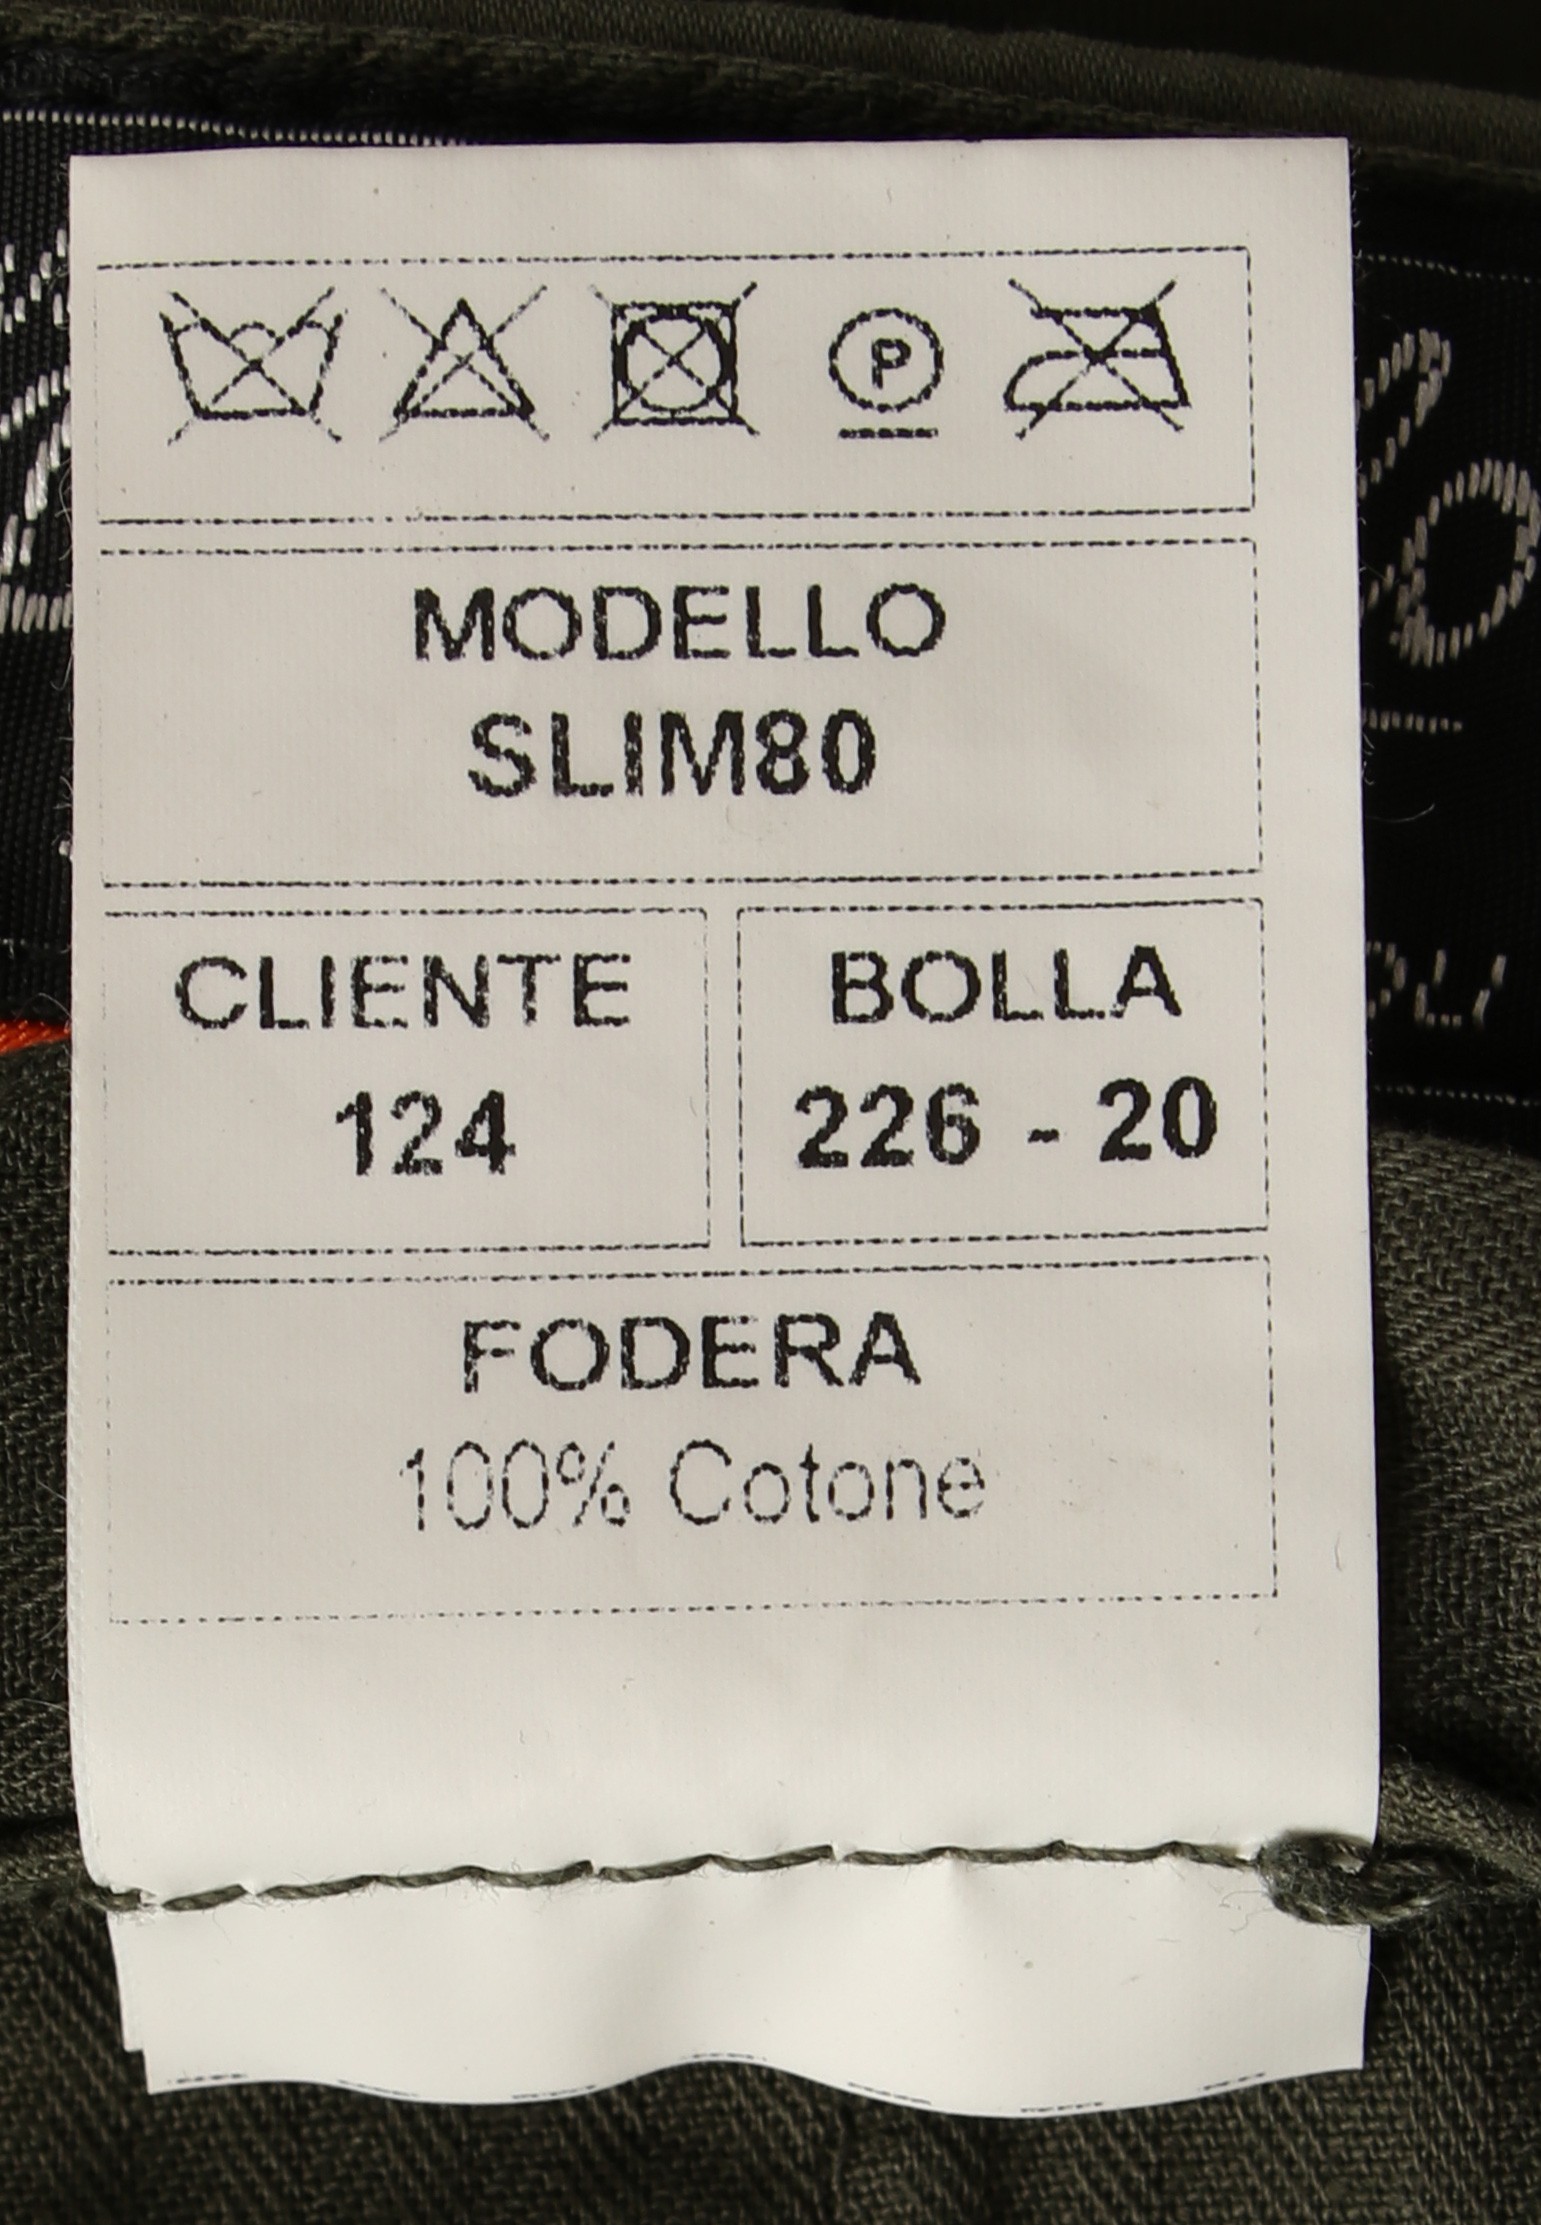 P
MODELLO
SLIM80
CLIENTE
124
BOLLA
226 - 20
FODERA
100% Cotone